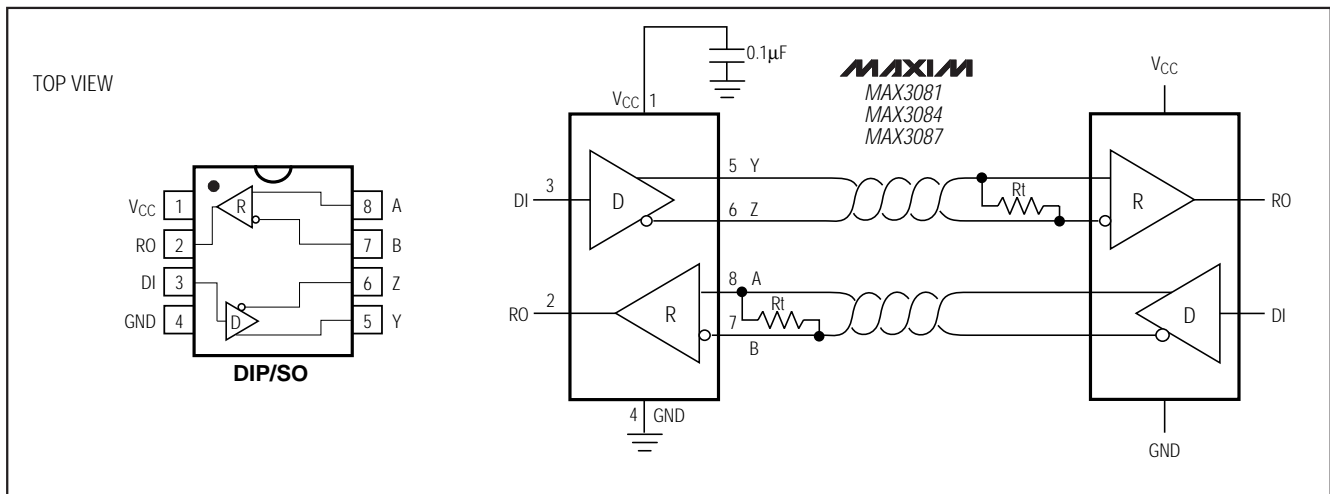 TOP VIEW
VCC 1
RO 2
DI 3
GND 4
8 A
7 B
6 Z
5 Y
R
D
DIP/SO
0.1µF
VCC 1
DI 3
D
5 Y
6 Z
Rt
RO 2
R
8 A
7
B
Rt
4 GND
MAXIM
MAX3081
MAX3084
MAX3087
VCC
R
RO
D
DI
GND